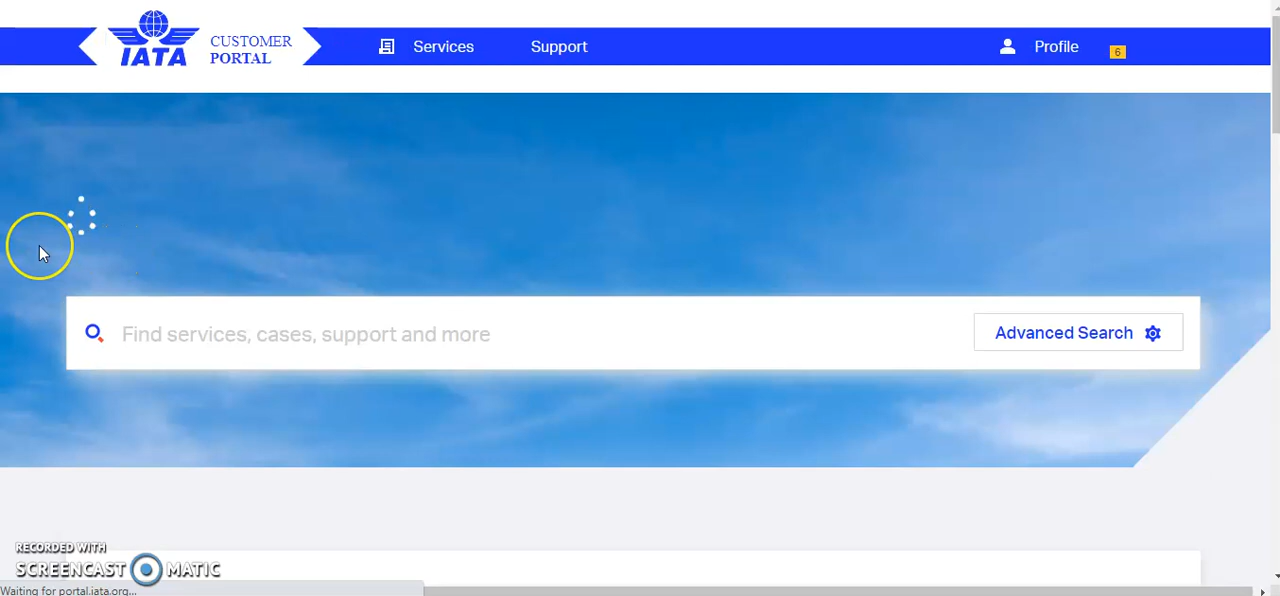 IATA
CUSTOMER
PORTAL
Services
Support
Profile
6
Find services, cases, support and more
Advanced Search
RECORDED WITH
SCREENCAST MATIC
Waiting for portal.iata.org...